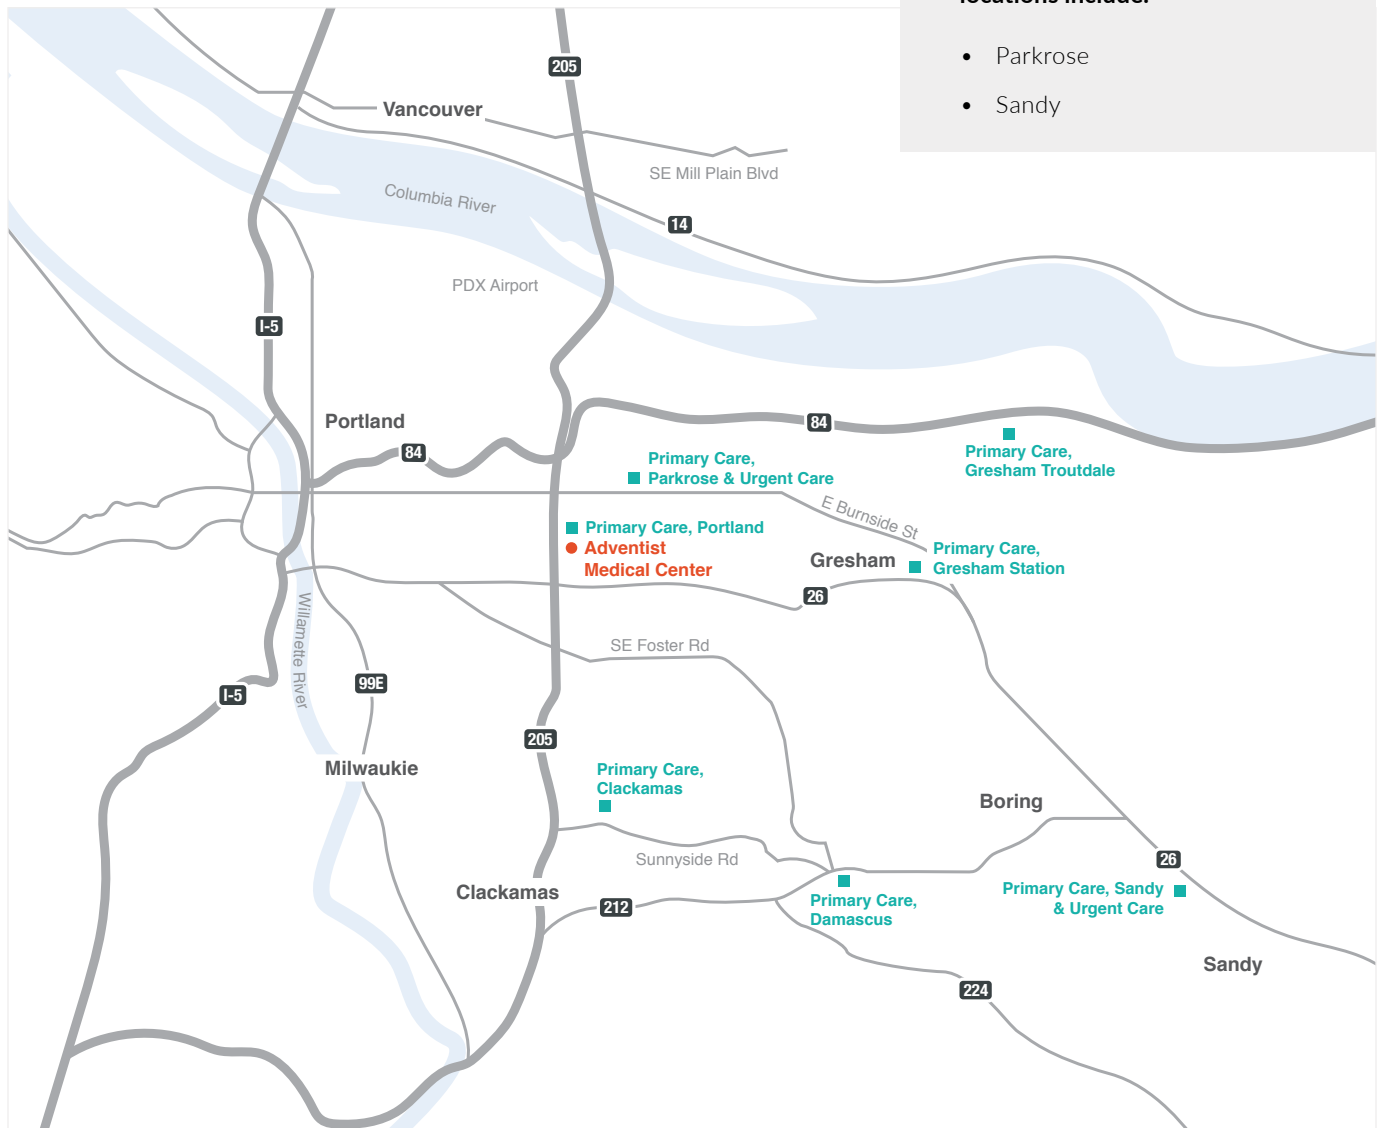 locations include:
• Parkrose
• Sandy
205
Vancouver
SE Mill Plain Blvd
Columbia River
14
PDX Airport
I-5
Portland
84
84
Primary Care,
Gresham Troutdale
Primary Care,
Parkrose & Urgent Care
E Burnside St
Primary Care, Portland
Adventist
Medical Center
Gresham
Primary Care,
Gresham Station
26
Willamette River
SE Foster Rd
99E
I-5
205
Milwaukie
Primary Care,
Clackamas
Boring
Sunnyside Rd
26
Clackamas
212
Primary Care,
Damascus
Primary Care, Sandy
& Urgent Care
Sandy
224